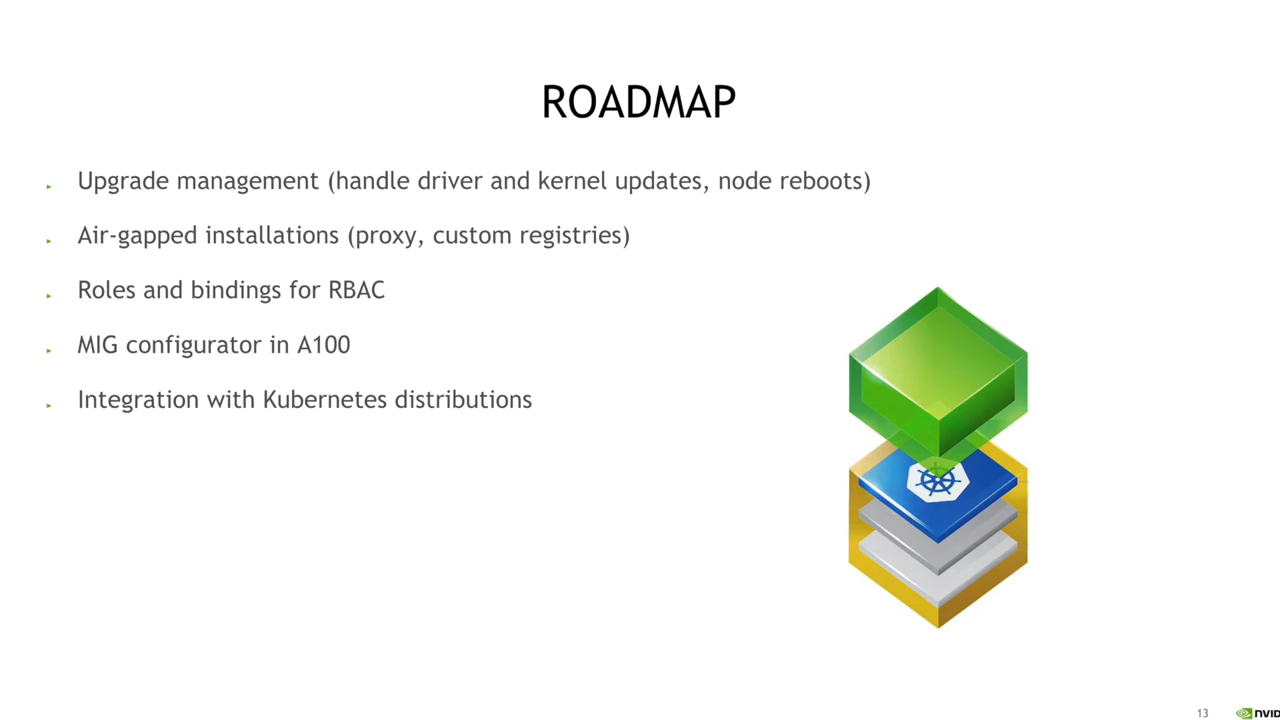 ROADMAP
Upgrade management (handle driver and kernel updates, node reboots)
Air-gapped installations (proxy, custom registries)
Roles and bindings for RBAC
MIG configurator in A100
Integration with Kubernetes distributions
13
NVID